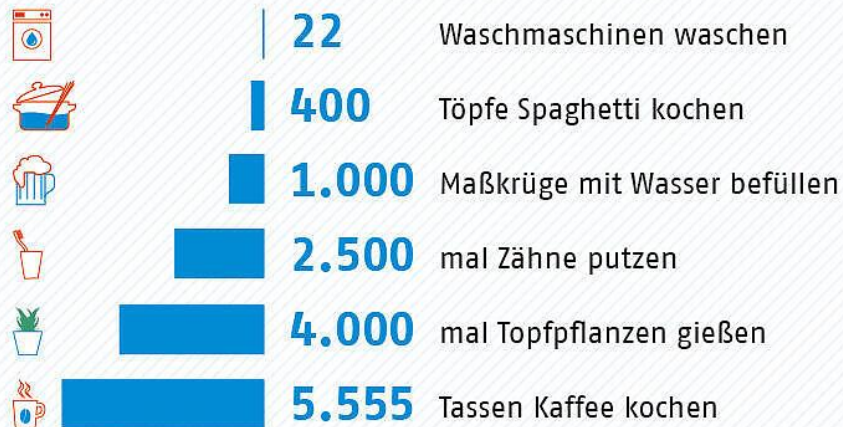 22 Waschmaschinen waschen
400 Töpfe Spaghetti kochen
1.000 Maßkrüge mit Wasser befüllen
2.500 mal Zähne putzen
4.000 mal Topfpflanzen gießen
5.555 Tassen Kaffee kochen